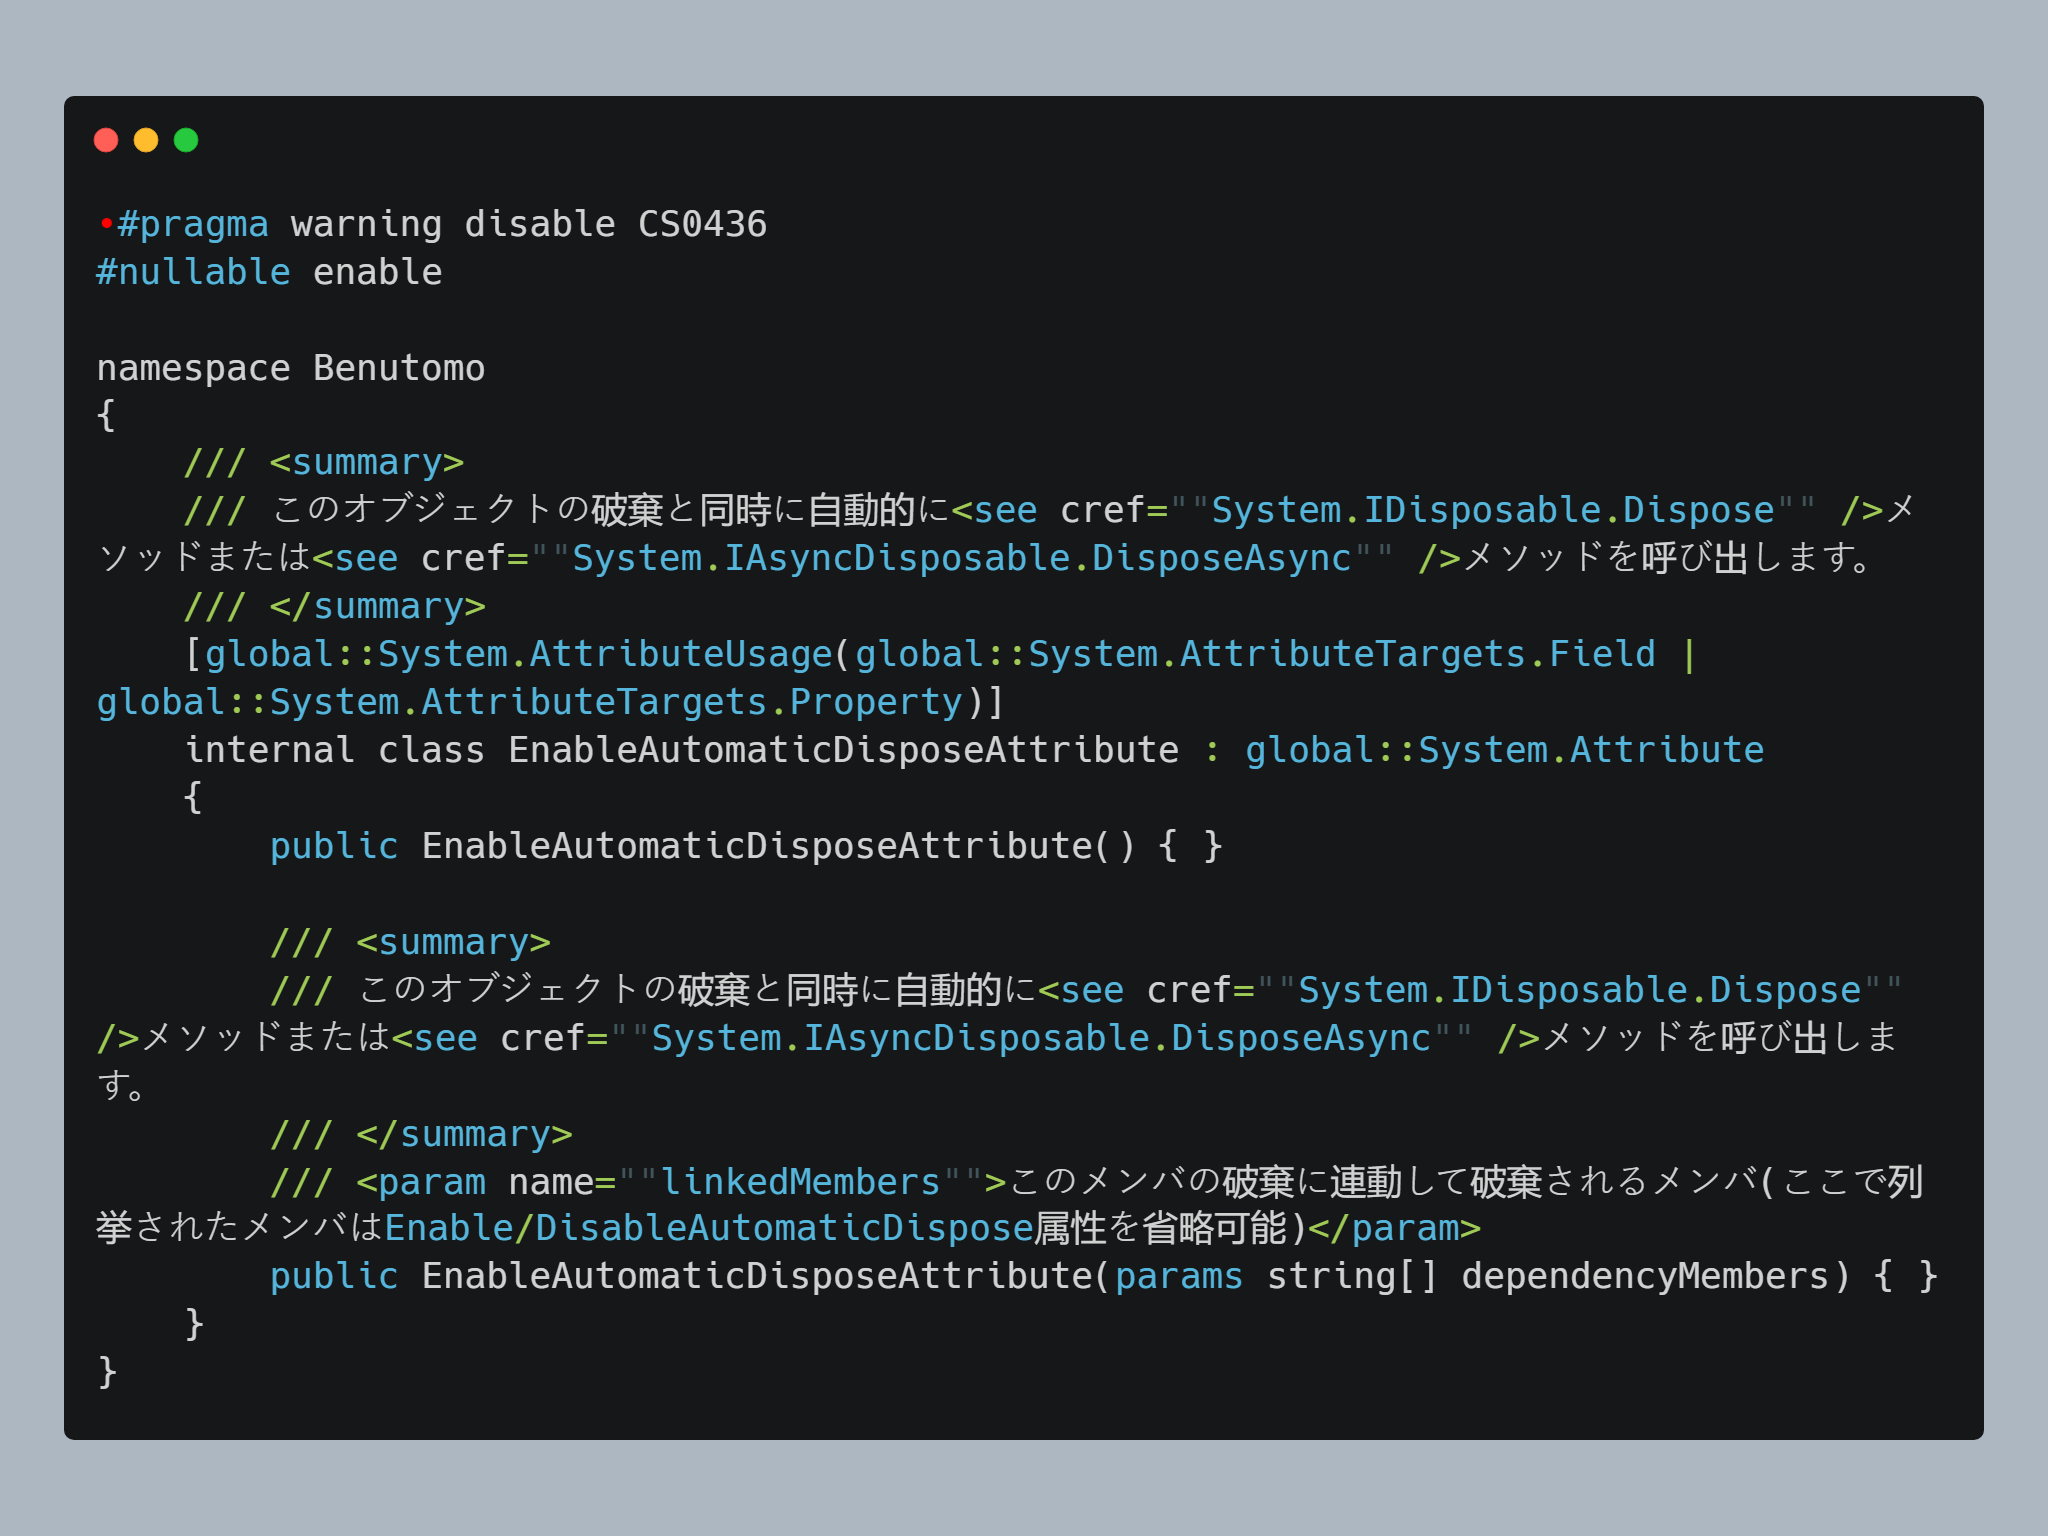 •#pragma warning disable CS0436
#nullable enable

namespace Benutomo
{
    /// <summary>
    /// このオブジェクトの破棄と同時に自動的に<see cref=""System.IDisposable.Dispose"" />メ
ソッドまたは<see cref=""System.IAsyncDisposable.DisposeAsync"" />メソッドを呼び出します。
    /// </summary>
    [global::System.AttributeUsage(global::System.AttributeTargets.Field |
global::System.AttributeTargets.Property)]
    internal class EnableAutomaticDisposeAttribute : global::System.Attribute
    {
        public EnableAutomaticDisposeAttribute() { }

        /// <summary>
        /// このオブジェクトの破棄と同時に自動的に<see cref=""System.IDisposable.Dispose""
/>メソッドまたは<see cref=""System.IAsyncDisposable.DisposeAsync"" />メソッドを呼び出しま
す。
        /// </summary>
        /// <param name=""linkedMembers"">このメンバの破棄に連動して破棄されるメンバ(ここで列
挙されたメンバはEnable/DisableAutomaticDispose属性を省略可能)</param>
        public EnableAutomaticDisposeAttribute(params string[] dependencyMembers) { }
    }
}